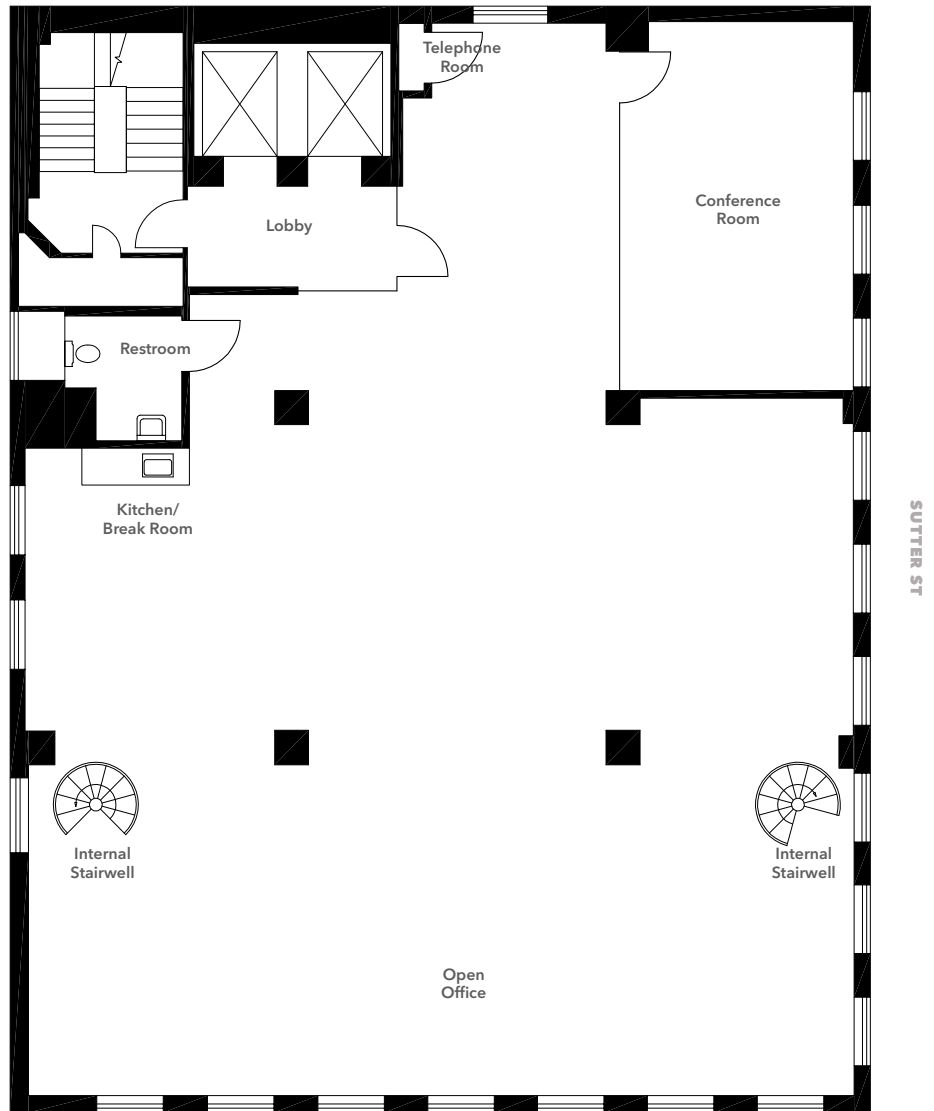 Telephone
Room
Conference
Room
Lobby
Restroom
Kitchen/
Break Room
SUTTER ST
Internal
Stairwell
Internal
Stairwell
Open
Office